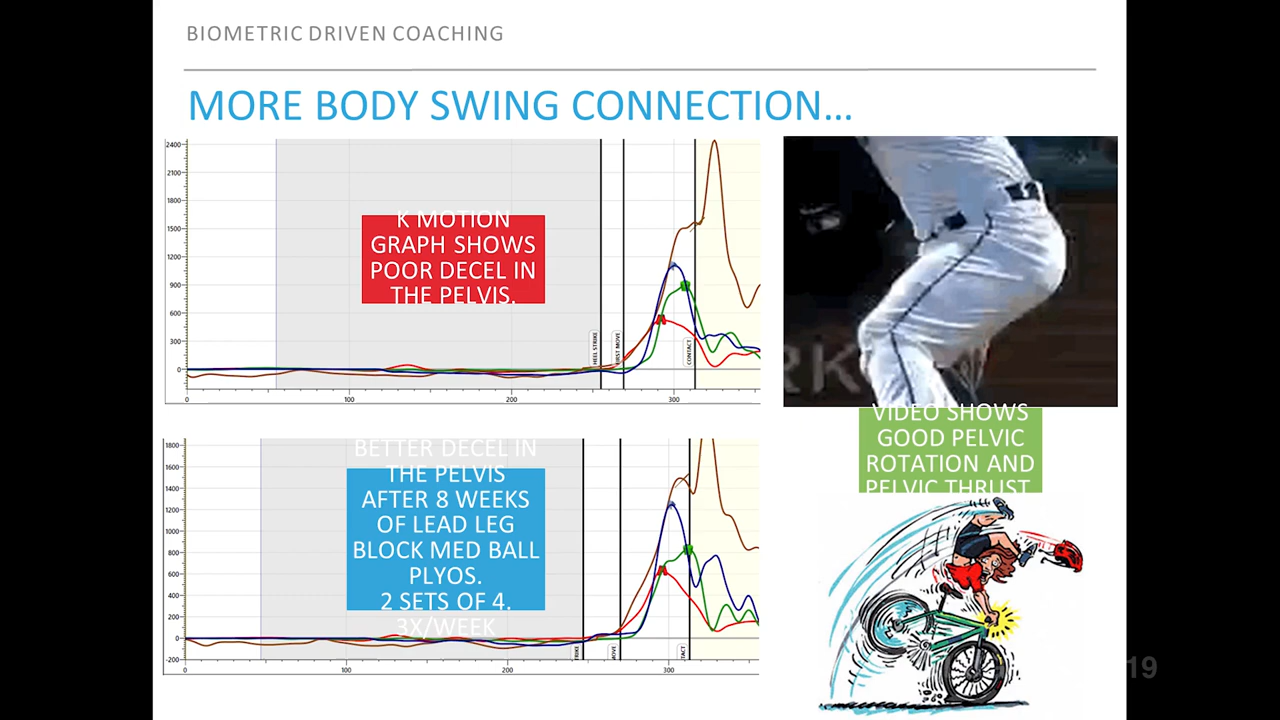 BIOMETRIC DRIVEN COACHING
MORE BODY SWING CONNECTION…
2400
2100
1800
1500
1200
900
600
300
0
0
100
200
300
HEEL STRIKE
FIRST MOVE
CONTACT
K MOTION
GRAPH SHOWS
POOR DECEL IN
THE PELVIS.
RK
VIDEO SHOWS
GOOD PELVIC
ROTATION AND
PELVIC THRUST
1800
1600
1400
1200
1000
800
600
400
200
0
-200
0
100
200
300
TRIKE
MOVE
TACT
BETTER DECEL IN
THE PELVIS
AFTER 8 WEEKS
OF LEAD LEG
BLOCK MED BALL
PLYOS.
2 SETS OF 4.
3X/WEEK
19